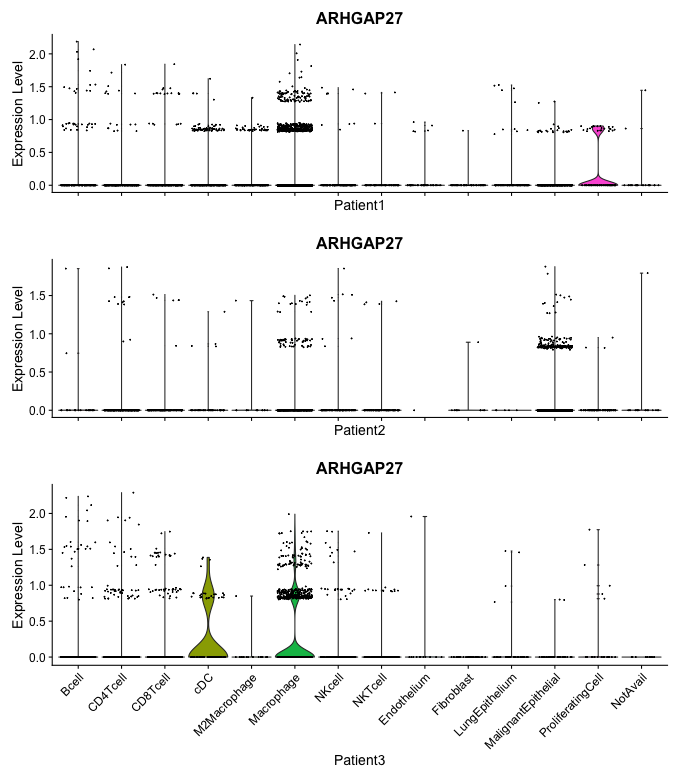 ARHGAP27
Expression Level
2.0
1.5
1.0
0.5
0.0
Patient1
ARHGAP27
Expression Level
1.5
1.0
0.5
0.0
Patient2
ARHGAP27
Expression Level
2.0
1.5
1.0
0.5
0.0
Bcell
CD4Tcell
CD8Tcell
cDC
M2Macrophage
Macrophage
NKcell
NKTcell
Endothelium
Fibroblast
LungEpithelium
MalignantEpithelial
ProliferatingCell
NotAvail
Patient3